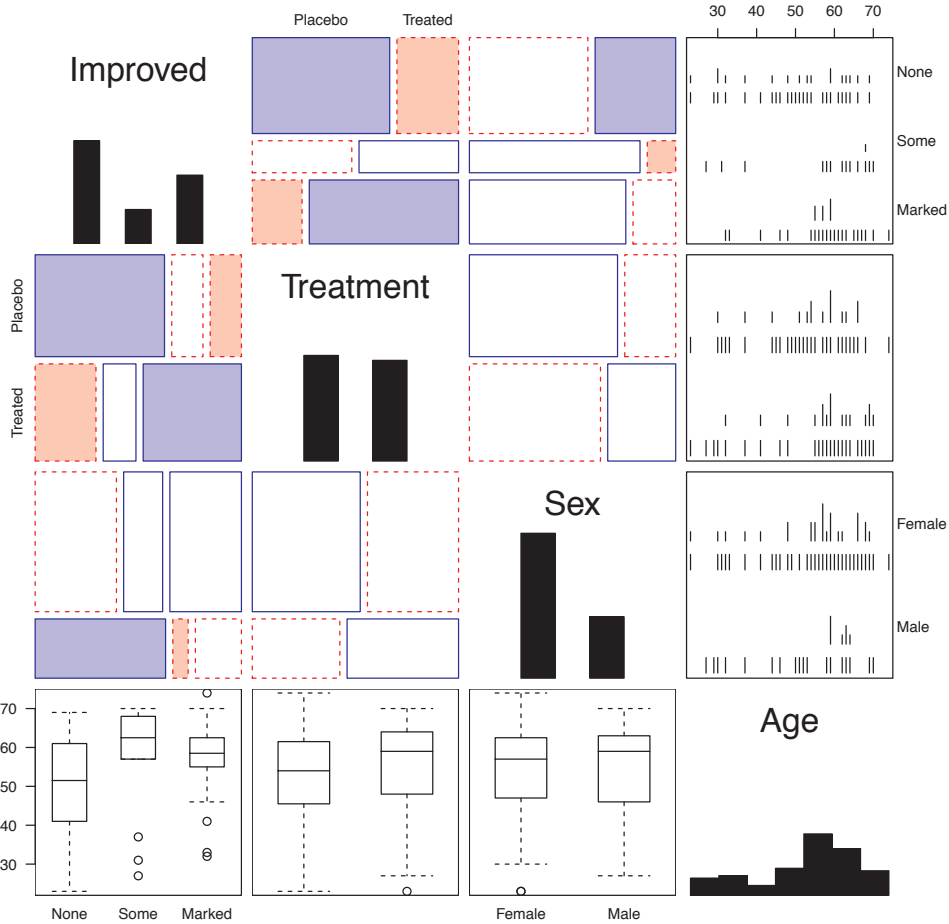 Placebo Treated
30 40 50 60 70
Improved
None
Some
Marked
Placebo
Treatment
Treated
Sex
Female
Male
Age
70
60
50
40
30
None Some Marked
Female Male